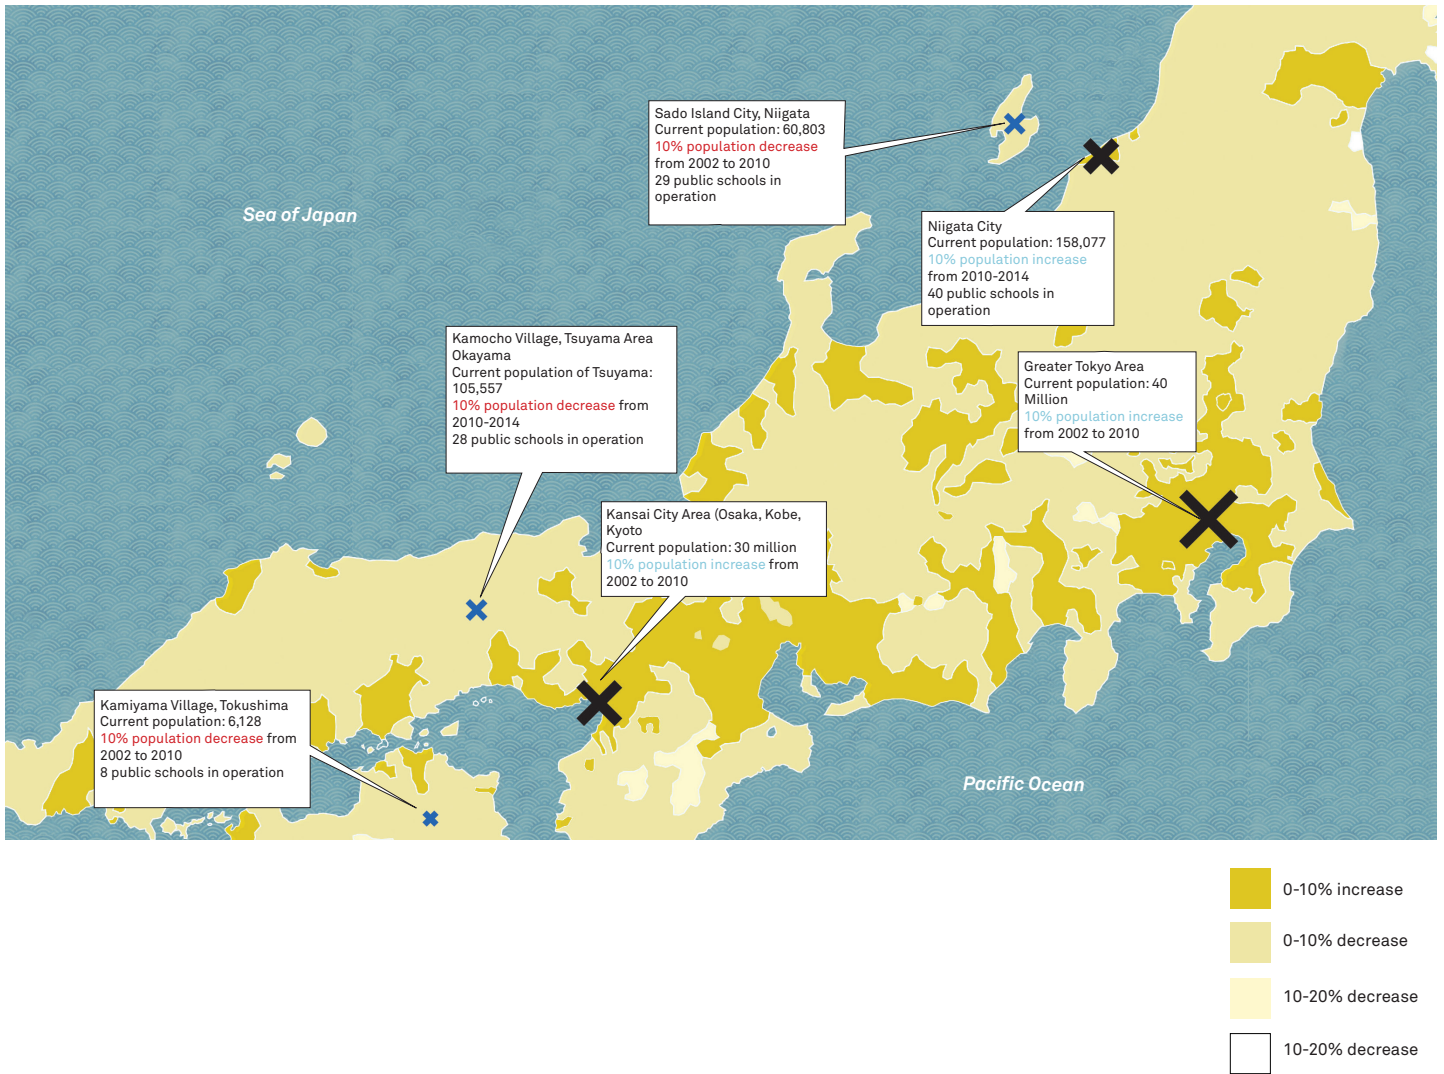 Sado Island City, Niigata
Current population: 60,803
10% population decrease
from 2002 to 2010
29 public schools in
operation
Sea of Japan
Niigata City
Current population: 158,077
10% population increase
from 2010-2014
40 public schools in
operation
Kamocho Village, Tsuyama Area
Okayama
Current population of Tsuyama:
105,557
10% population decrease from
2010-2014
28 public schools in operation
Greater Tokyo Area
Current population: 40
Million
10% population increase
from 2002 to 2010
Kansai City Area (Osaka, Kobe,
Kyoto
Current population: 30 million
10% population increase from
2002 to 2010
Kamiyama Village, Tokushima
Current population: 6,128
10% population decrease from
2002 to 2010
8 public schools in operation
Pacific Ocean
0-10% increase
0-10% decrease
10-20% decrease
10-20% decrease